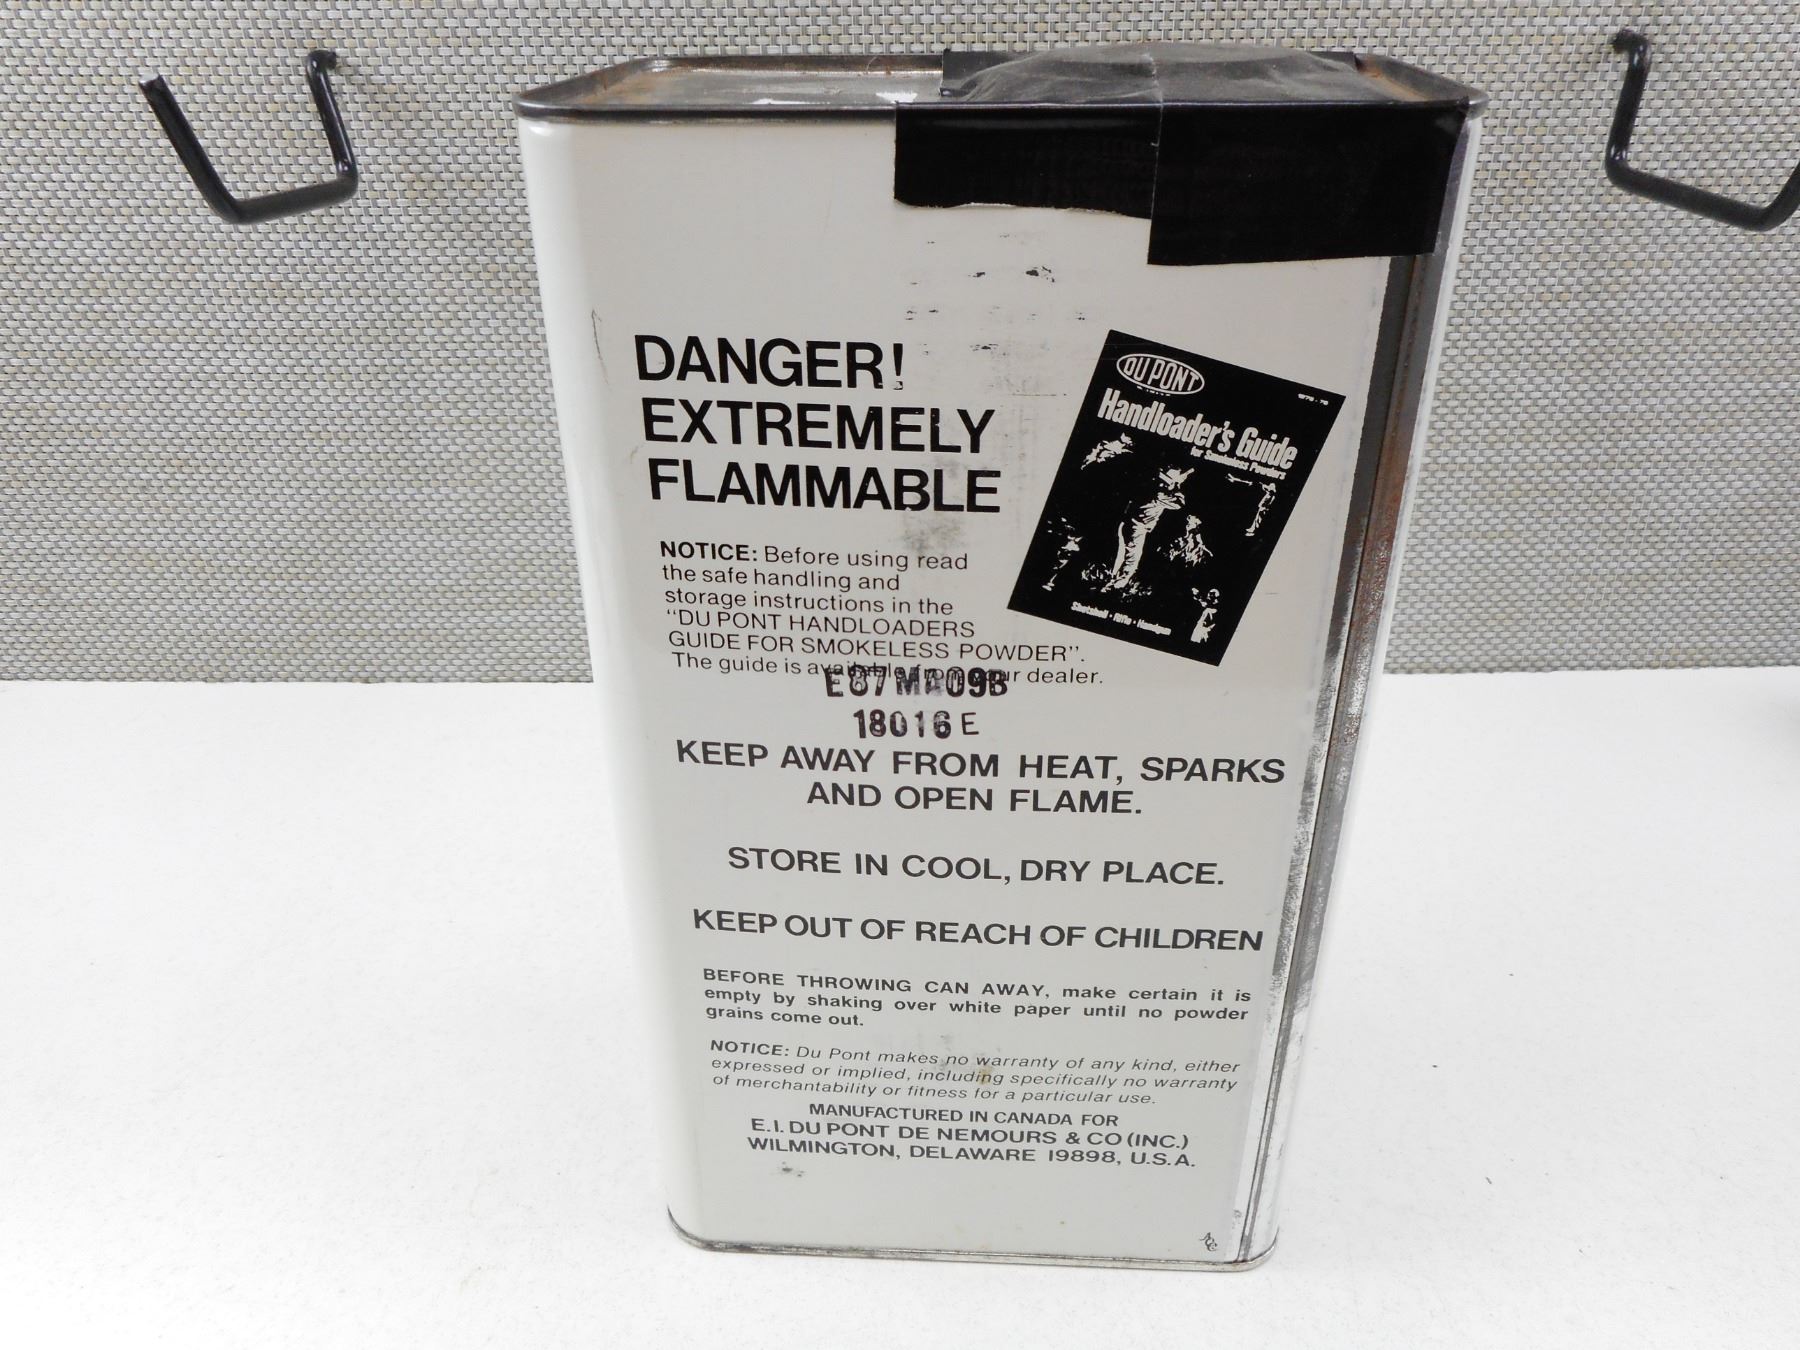 DANGER!
EXTREMELY
FLAMMABLE
DU PONT
Handloader's Guide
for Smokeless Powders
Shotshell · Rifle · Handgun
NOTICE: Before using read
the safe handling and
storage instructions in the
“DU PONT HANDLOADERS
GUIDE FOR SMOKELESS POWDER”.
The guide is available from your dealer.
E87MA09B
18016 E
KEEP AWAY FROM HEAT, SPARKS
AND OPEN FLAME.
STORE IN COOL, DRY PLACE.
KEEP OUT OF REACH OF CHILDREN
BEFORE THROWING CAN AWAY, make certain it is
empty by shaking over white paper until no powder
grains come out.
NOTICE: Du Pont makes no warranty of any kind, either
expressed or implied, including specifically no warranty
of merchantability or fitness for a particular use.
MANUFACTURED IN CANADA FOR
E.I. DU PONT DE NEMOURS & CO (INC.)
WILMINGTON, DELAWARE 19898, U.S.A.